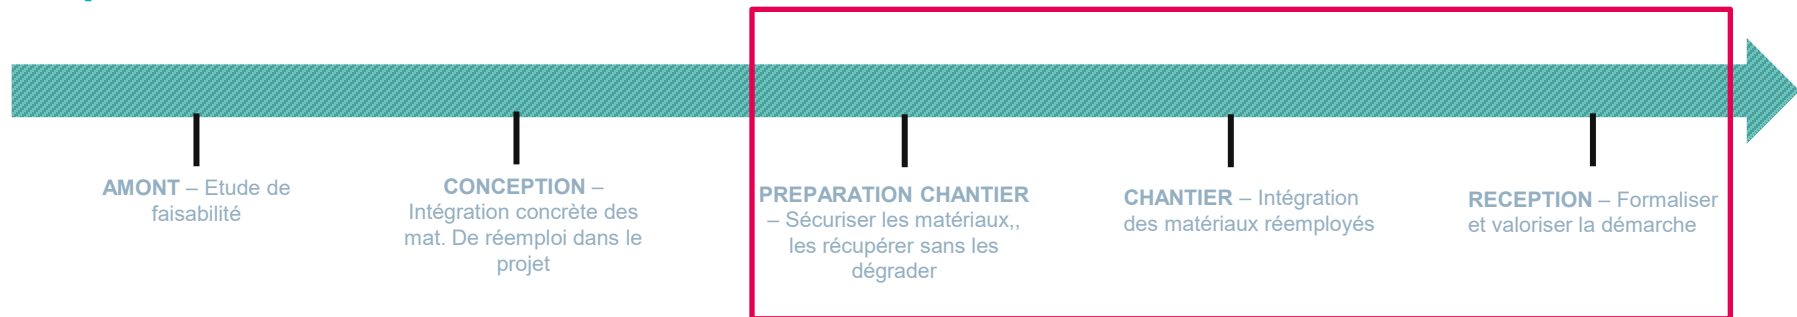 AMONT – Etude de
faisabilité
CONCEPTION –
Intégration concrète des
mat. De réemploi dans le
projet
PREPARATION CHANTIER
– Sécuriser les matériaux,,
les récupérer sans les
dégrader
CHANTIER – Intégration
des matériaux réemployés
RECEPTION – Formaliser
et valoriser la démarche